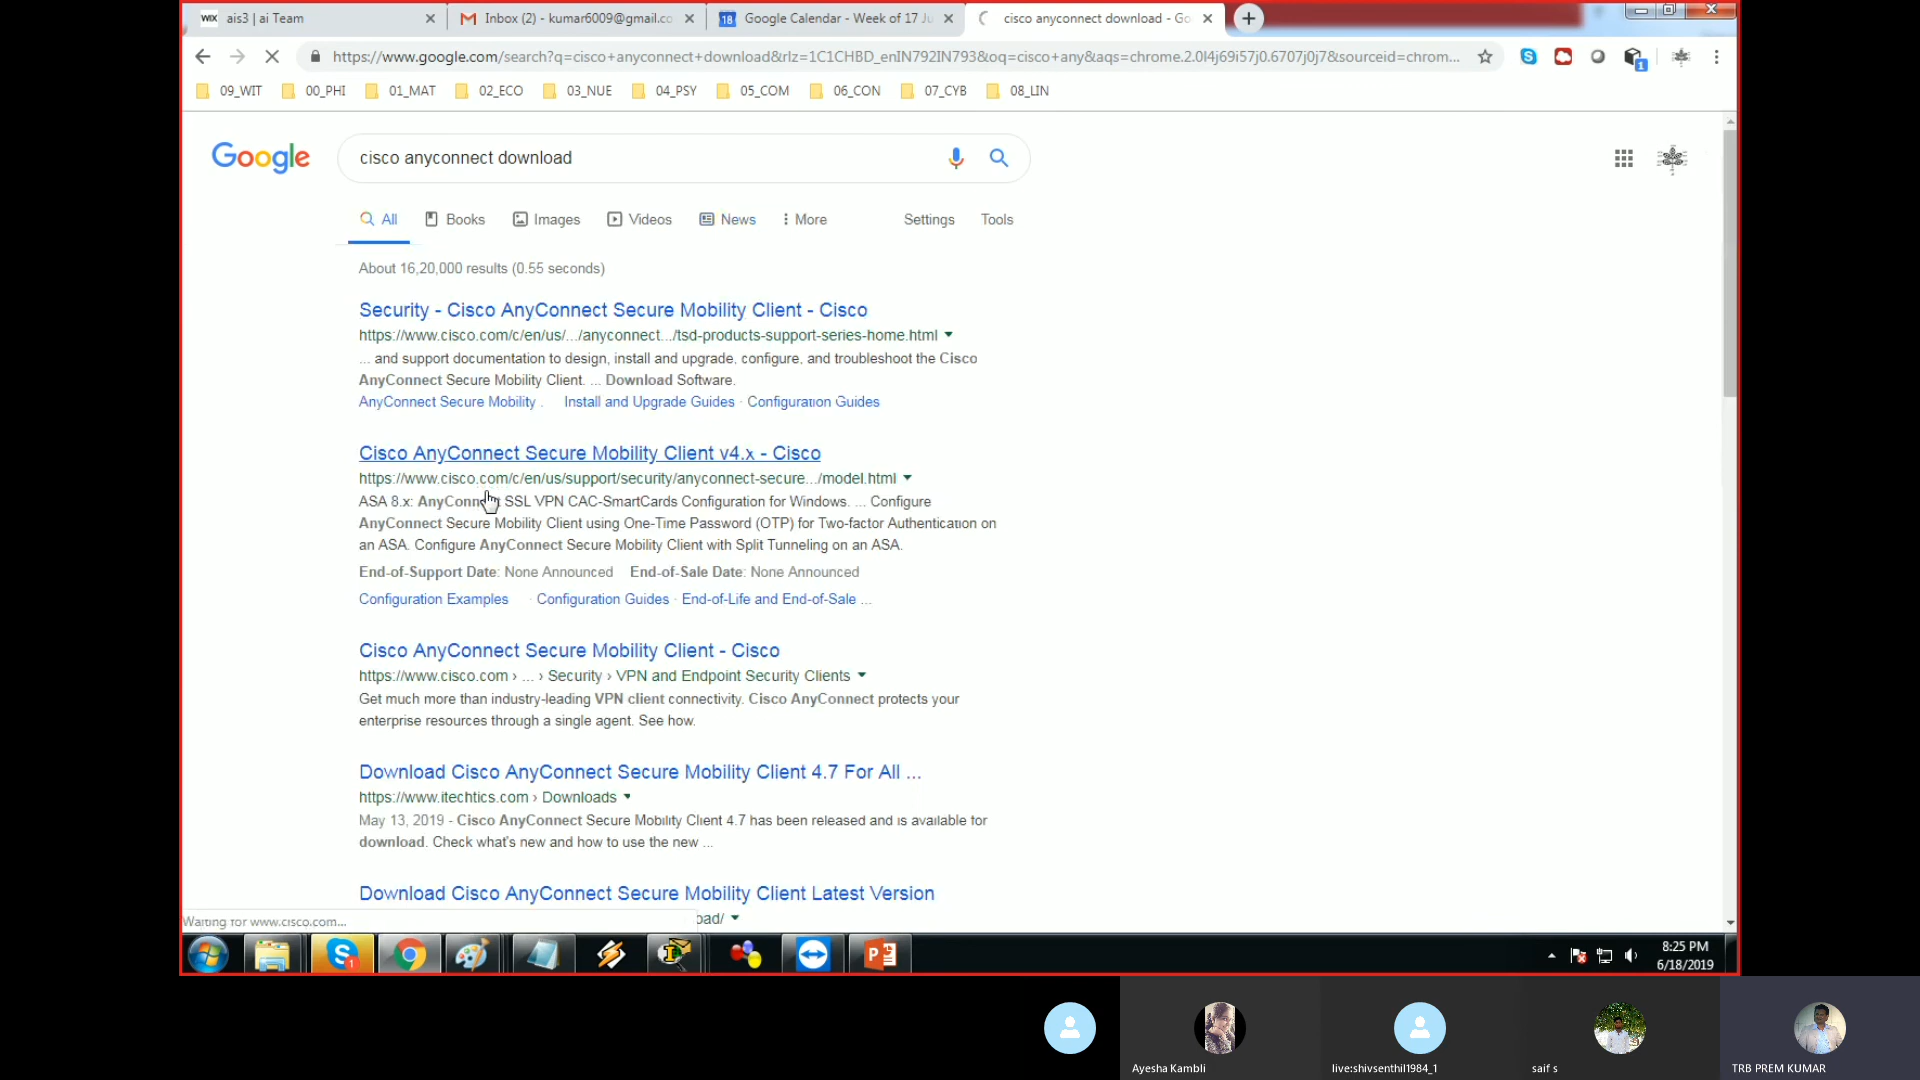 WIX ais3 | ai Team
Inbox (2) - kumar6009@gmail.co
18 Google Calendar - Week of 17 Ju
cisco anyconnect download - Go
https://www.google.com/search?q=cisco+anyconnect+download&rlz=1C1CHBD_enIN792IN793&oq=cisco+any&aqs=chrome.2.0l4j69i57j0.6707j0j7&sourceid=chrom...
1
09_WIT 00_PHI 01_MAT 02_ECO 03_NUE 04_PSY 05_COM 06_CON 07_CYB 08_LIN
Google
cisco anyconnect download
All Books Images Videos News More Settings Tools
About 16,20,000 results (0.55 seconds)
Security - Cisco AnyConnect Secure Mobility Client - Cisco
https://www.cisco.com/c/en/us/.../anyconnect.../tsd-products-support-series-home.html
... and support documentation to design, install and upgrade, configure, and troubleshoot the Cisco
AnyConnect Secure Mobility Client. ... Download Software.
AnyConnect Secure Mobility . Install and Upgrade Guides · Configuration Guides
Cisco AnyConnect Secure Mobility Client v4.x - Cisco
https://www.cisco.com/c/en/us/support/security/anyconnect-secure.../model.html
ASA 8.x: AnyConnect SSL VPN CAC-SmartCards Configuration for Windows. ... Configure
AnyConnect Secure Mobility Client using One-Time Password (OTP) for Two-factor Authentication on
an ASA. Configure AnyConnect Secure Mobility Client with Split Tunneling on an ASA.
End-of-Support Date: None Announced End-of-Sale Date: None Announced
Configuration Examples · Configuration Guides · End-of-Life and End-of-Sale ...
Cisco AnyConnect Secure Mobility Client - Cisco
https://www.cisco.com › ... › Security › VPN and Endpoint Security Clients
Get much more than industry-leading VPN client connectivity. Cisco AnyConnect protects your
enterprise resources through a single agent. See how.
Download Cisco AnyConnect Secure Mobility Client 4.7 For All ...
https://www.itechtics.com › Downloads
May 13, 2019 - Cisco AnyConnect Secure Mobility Client 4.7 has been released and is available for
download. Check what's new and how to use the new ...
Download Cisco AnyConnect Secure Mobility Client Latest Version
Waiting for www.cisco.com...
oad/
1
8:25 PM
6/18/2019
Ayesha Kambli
live:shivsenthil1984_1
saif s
TRB PREM KUMAR